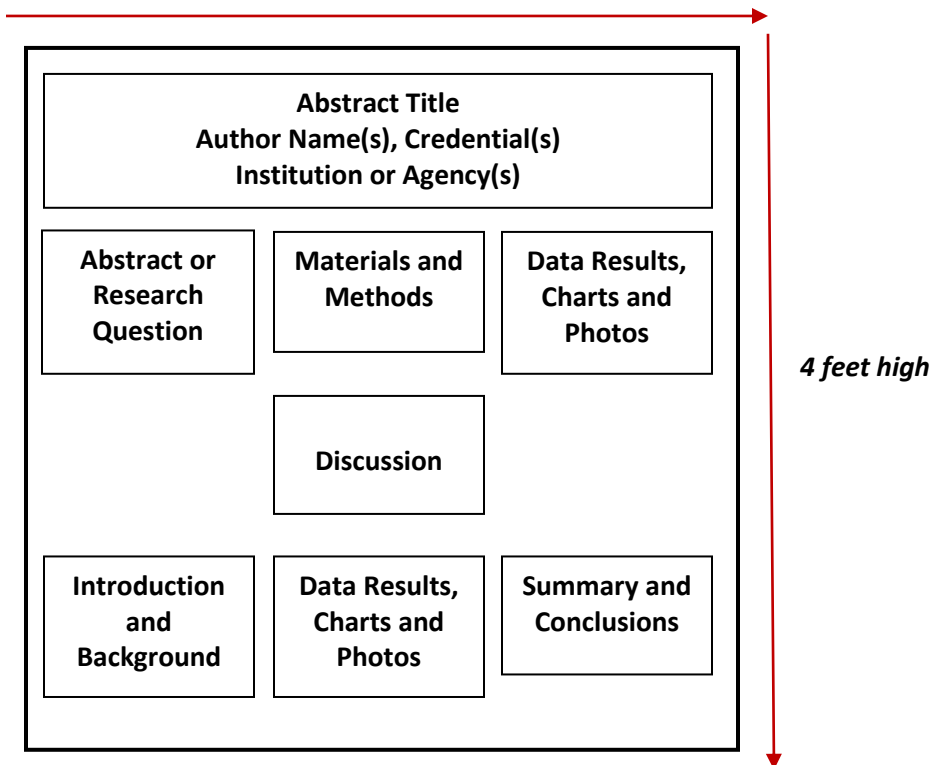 Abstract Title
Author Name(s), Credential(s)
Institution or Agency(s)
Abstract or
Research
Question
Materials and
Methods
Data Results,
Charts and
Photos
4 feet high
Discussion
Introduction
and
Background
Data Results,
Charts and
Photos
Summary and
Conclusions